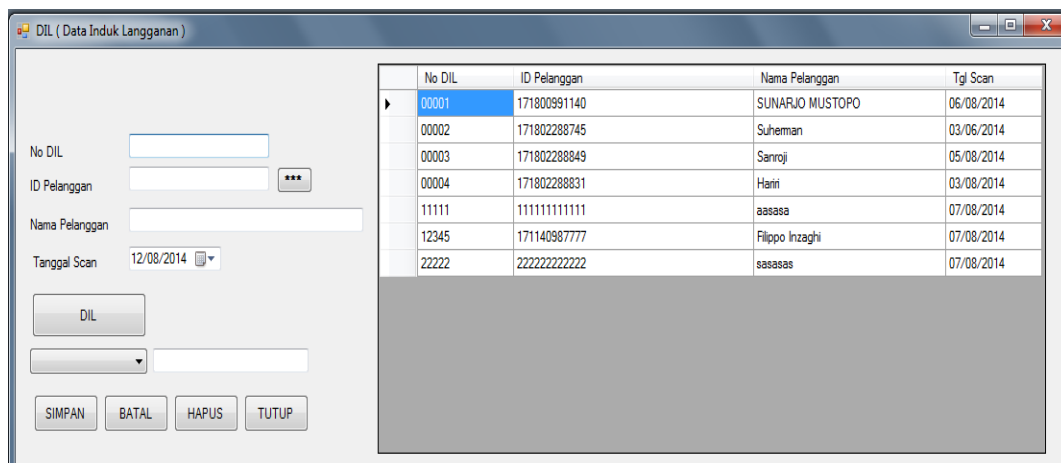 DIL ( Data Induk Langganan )
No DIL
ID Pelanggan ***
Nama Pelanggan
Tanggal Scan 12/08/2014
DIL
SIMPAN BATAL HAPUS TUTUP
No DIL ID Pelanggan Nama Pelanggan Tgl Scan
00001 171800991140 SUNARJO MUSTOPO 06/08/2014
00002 171802288745 Suherman 03/06/2014
00003 171802288849 Sanroji 05/08/2014
00004 171802288831 Hariri 03/08/2014
11111 111111111111 aasasa 07/08/2014
12345 171140987777 Filippo Inzaghi 07/08/2014
22222 222222222222 sasasas 07/08/2014